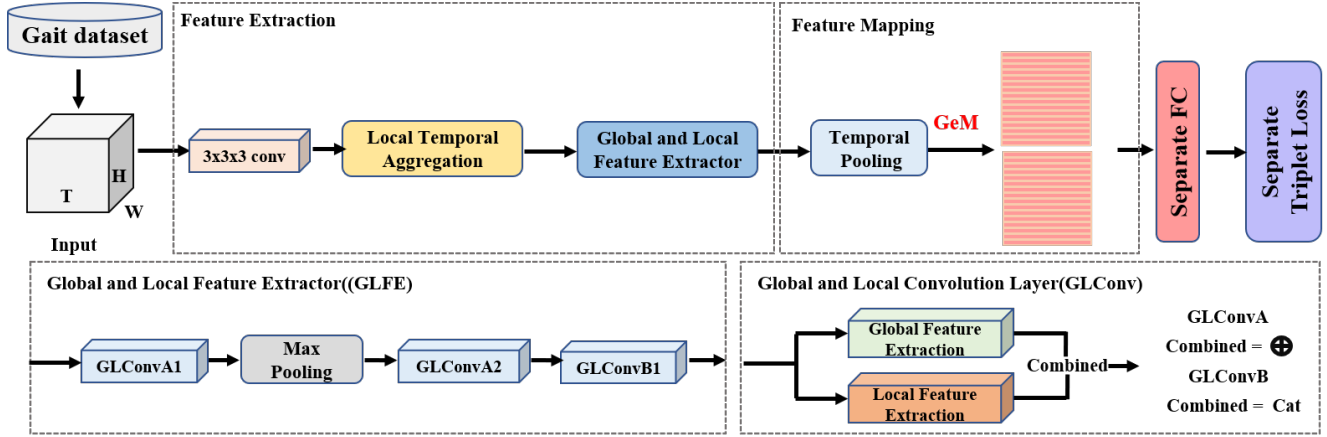 Gait dataset
T
H
W
Input
Feature Extraction
3x3x3 conv
Local Temporal
Aggregation
Global and Local
Feature Extractor
Feature Mapping
Temporal
Pooling
GeM
Separate FC
Separate
Triplet Loss
Global and Local Feature Extractor((GLFE)
GLConvA1
Max
Pooling
GLConvA2
GLConvB1
Global and Local Convolution Layer(GLConv)
Global Feature
Extraction
Local Feature
Extraction
Combined
GLConvA
Combined = ⊕
GLConvB
Combined = Cat